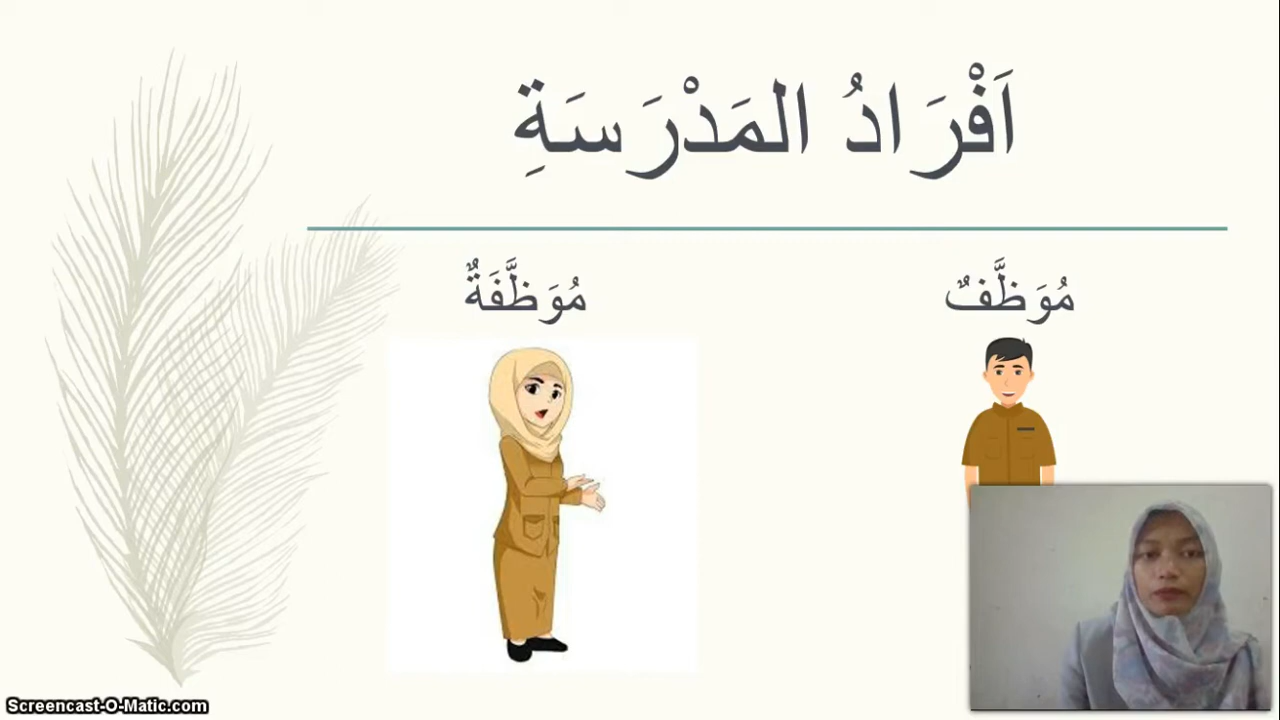 اَفْرَادُ المَدْرَسَةِ
مُوَظَّفٌ
مُوَظَّفَةٌ
Screencast-O-Matic.com